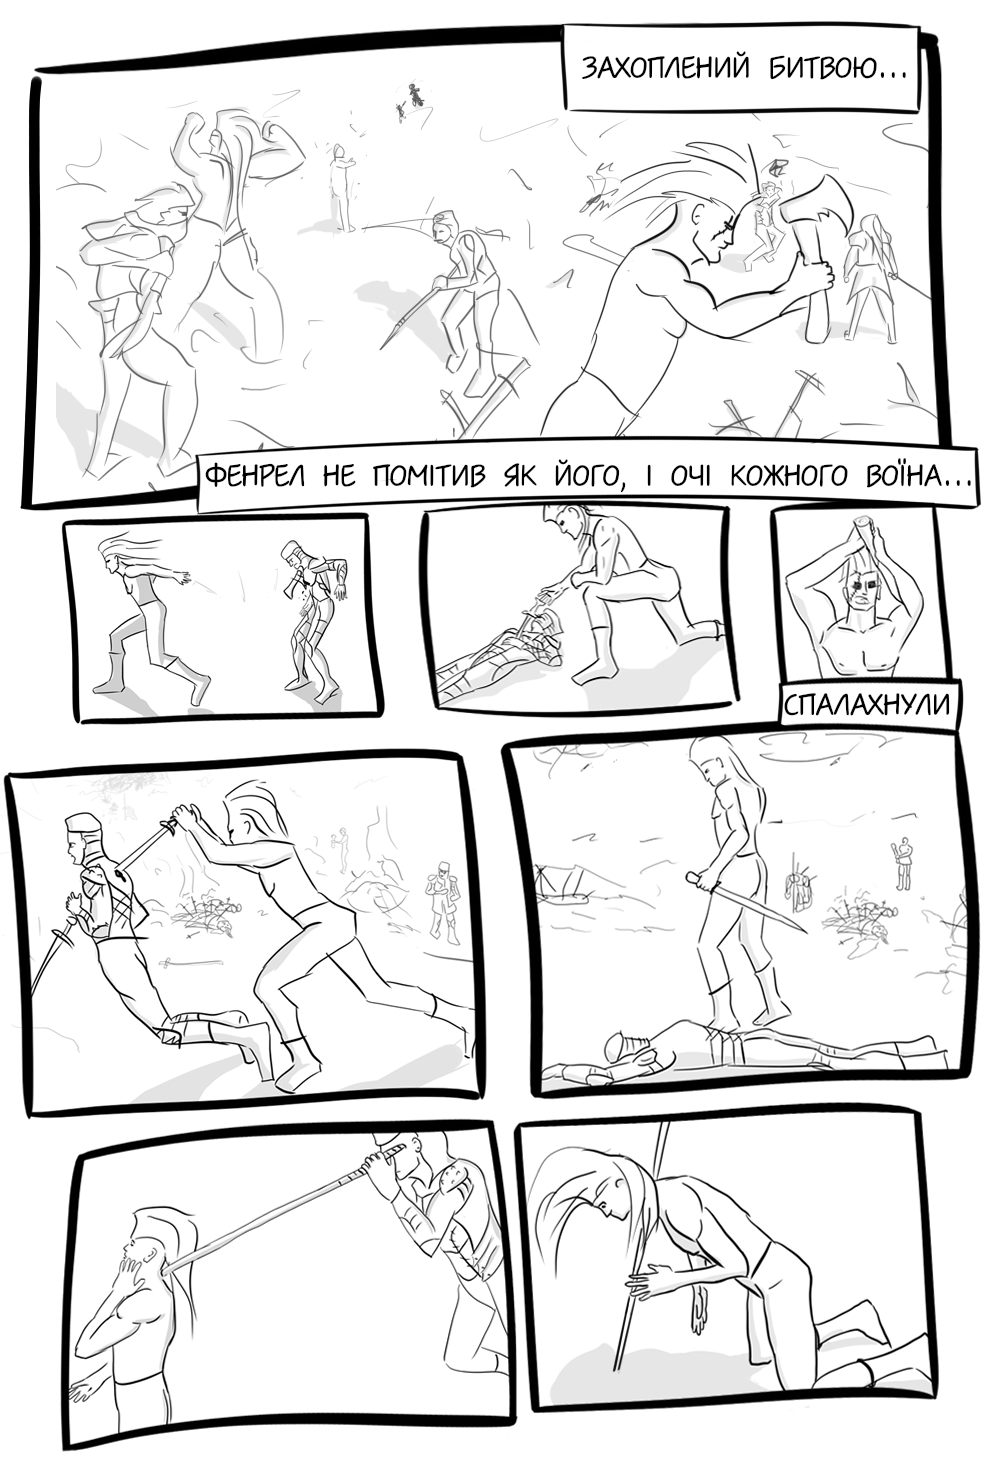 ЗАХОПЛЕНИЙ БИТВОЮ...
ФЕНРЕЛ НЕ ПОМІТИВ ЯК ЙОГО, І ОЧІ КОЖНОГО ВОЇНА...
СПАЛАХНУЛИ